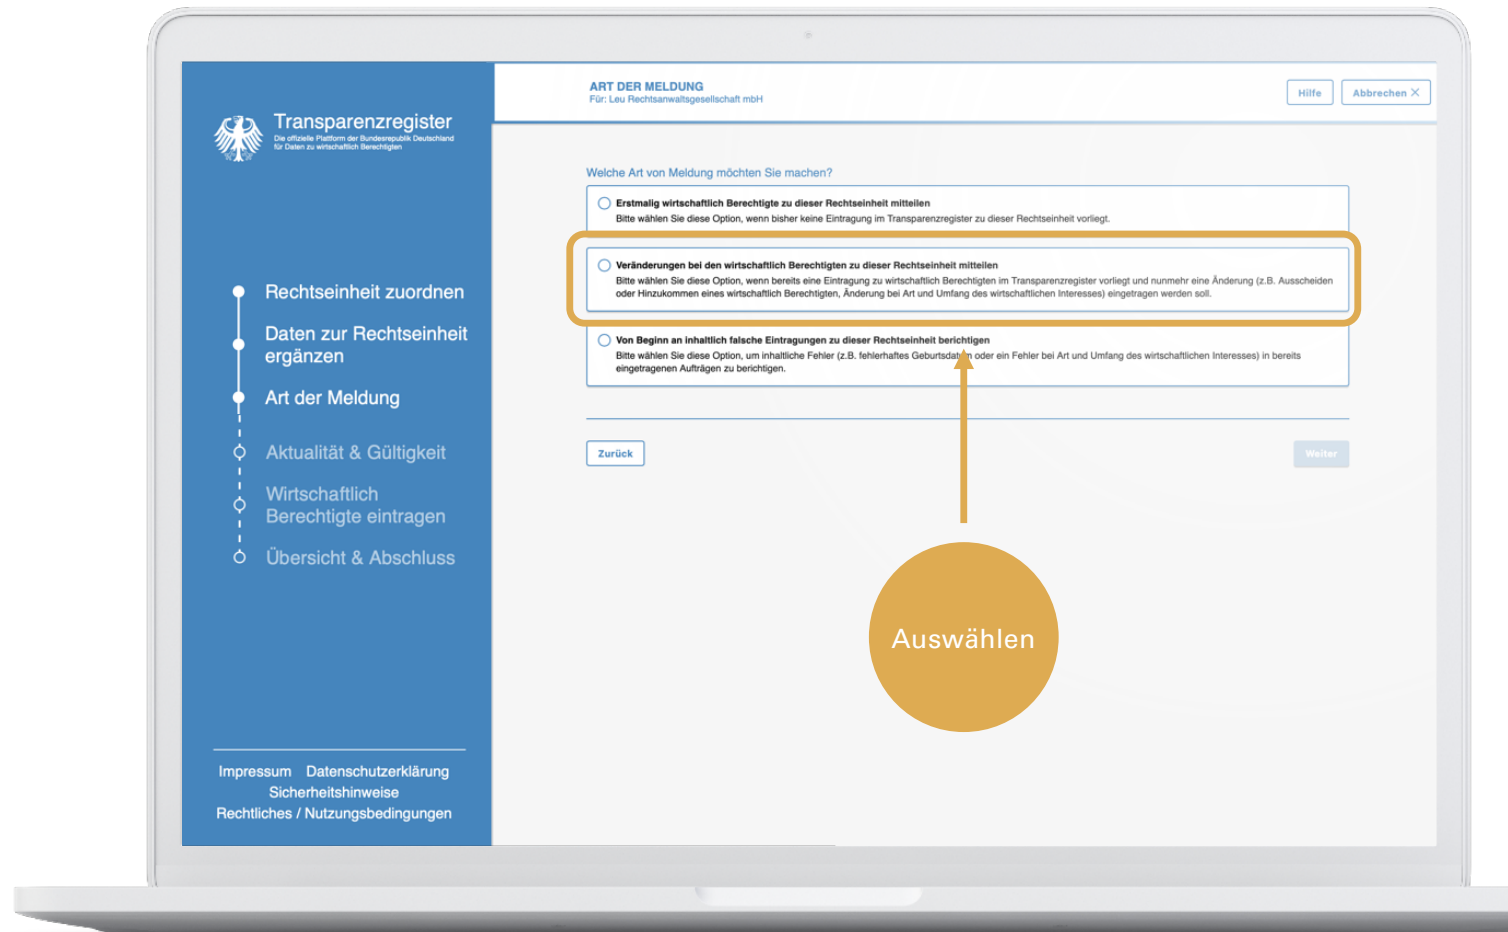 Transparenzregister
Die offizielle Plattform der Bundesrepublik Deutschland
für Daten zu wirtschaftlich Berechtigten
Rechtseinheit zuordnen
Daten zur Rechtseinheit
ergänzen
Art der Meldung
Aktualität & Gültigkeit
Wirtschaftlich
Berechtigte eintragen
Übersicht & Abschluss
Impressum Datenschutzerklärung
Sicherheitshinweise
Rechtliches / Nutzungsbedingungen
ART DER MELDUNG
Für: Leu Rechtsanwaltsgesellschaft mbH
Hilfe
Abbrechen X
Welche Art von Meldung möchten Sie machen?
Erstmalig wirtschaftlich Berechtigte zu dieser Rechtseinheit mitteilen
Bitte wählen Sie diese Option, wenn bisher keine Eintragung im Transparenzregister zu dieser Rechtseinheit vorliegt.
Veränderungen bei den wirtschaftlich Berechtigten zu dieser Rechtseinheit mitteilen
Bitte wählen Sie diese Option, wenn bereits eine Eintragung zu wirtschaftlich Berechtigten im Transparenzregister vorliegt und nunmehr eine Änderung (z.B. Ausscheiden
oder Hinzukommen eines wirtschaftlich Berechtigten, Änderung bei Art und Umfang des wirtschaftlichen Interesses) eingetragen werden soll.
Von Beginn an inhaltlich falsche Eintragungen zu dieser Rechtseinheit berichtigen
Bitte wählen Sie diese Option, um inhaltliche Fehler (z.B. fehlerhaftes Geburtsdatum oder ein Fehler bei Art und Umfang des wirtschaftlichen Interesses) in bereits
eingetragenen Aufträgen zu berichtigen.
Zurück
Weiter
Auswählen